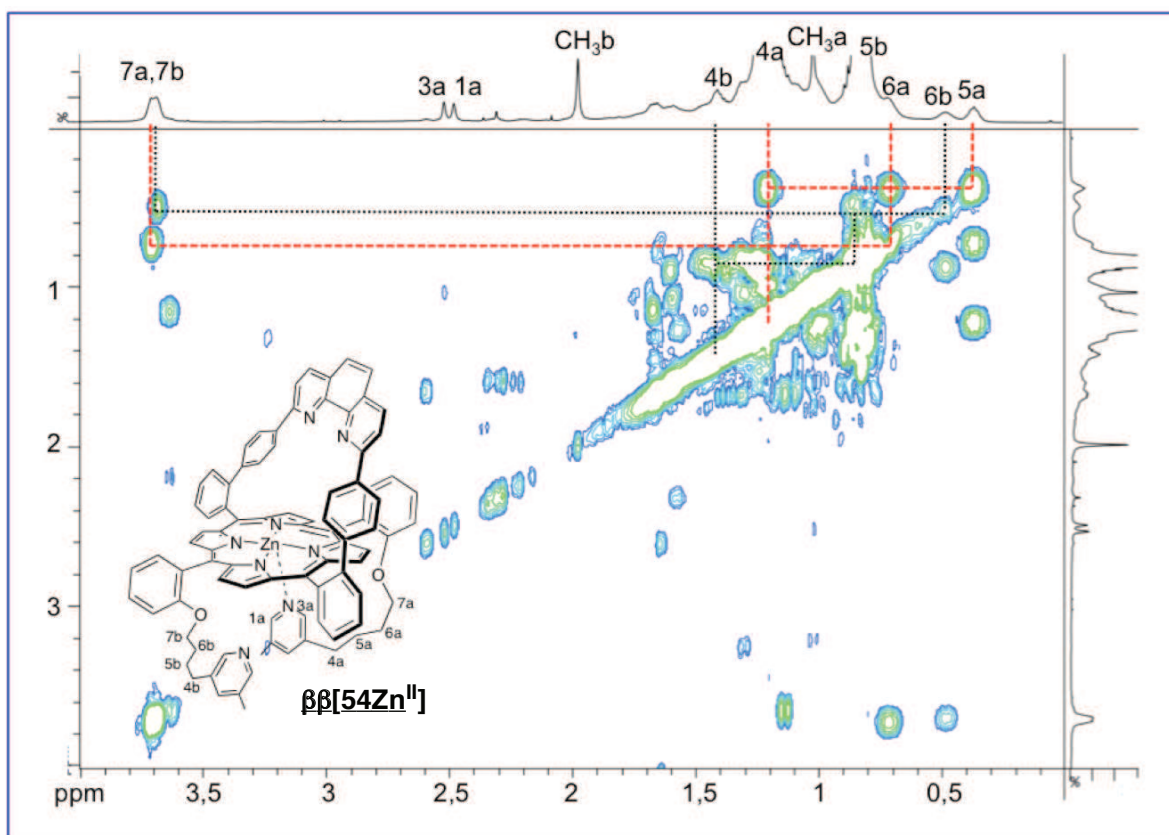 CH₃b
CH₃a
7a,7b
3a 1a
4b
4a
5b
6a
6b
5a
%
1
2
3
N
N
N
N Zn N
N
O
O
N
1a
3a
7a
6a
5a
4a
7b
6b
5b
4b
N
ββ[54Znᴵᴵ]
ppm 3,5 3 2,5 2 1,5 1 0,5
%